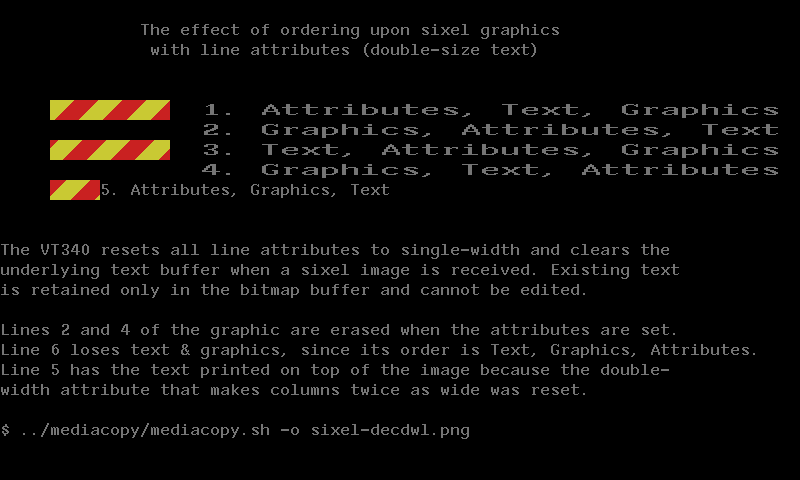 The effect of ordering upon sixel graphics
with line attributes (double-size text)
1. Attributes, Text, Graphics
2. Graphics, Attributes, Text
3. Text, Attributes, Graphics
4. Graphics, Text, Attributes
5. Attributes, Graphics, Text
The VT340 resets all line attributes to single-width and clears the
underlying text buffer when a sixel image is received. Existing text
is retained only in the bitmap buffer and cannot be edited.
Lines 2 and 4 of the graphic are erased when the attributes are set.
Line 6 loses text & graphics, since its order is Text, Graphics, Attributes.
Line 5 has the text printed on top of the image because the double-
width attribute that makes columns twice as wide was reset.
$ ../mediacopy/mediacopy.sh -o sixel-decdwl.png